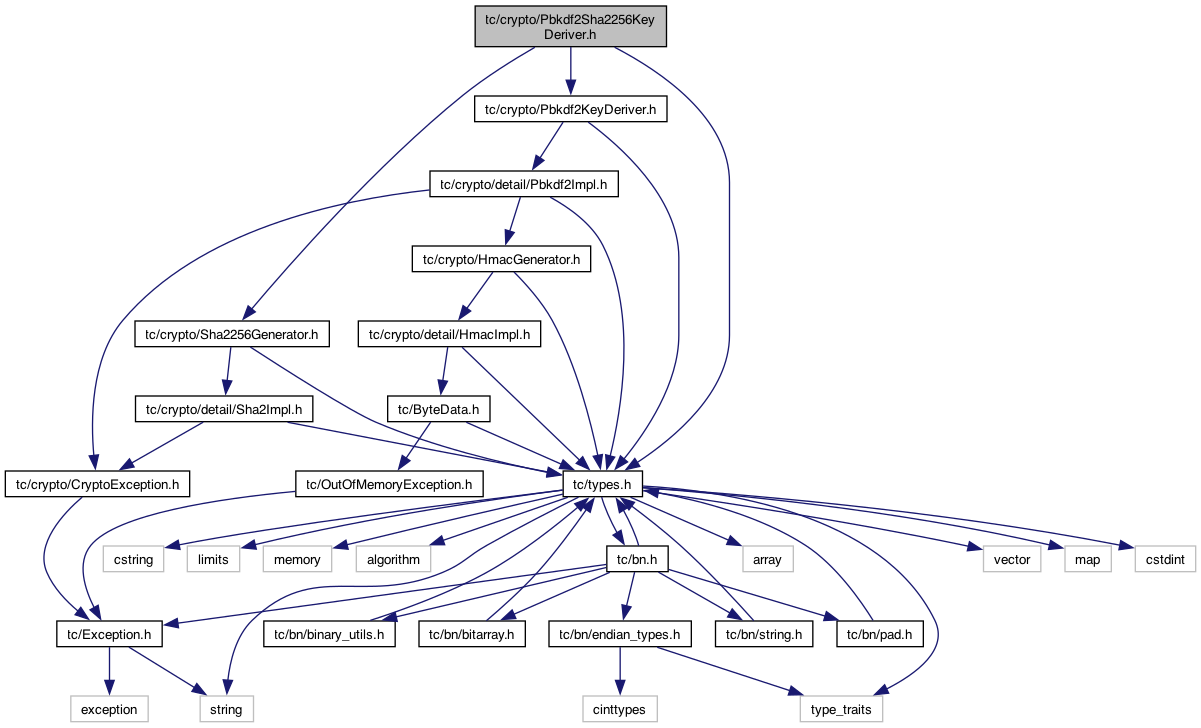 tc/crypto/Pbkdf2Sha2256Key
Deriver.h
tc/crypto/Pbkdf2KeyDeriver.h
tc/crypto/detail/Pbkdf2Impl.h
tc/crypto/HmacGenerator.h
tc/crypto/Sha2256Generator.h
tc/crypto/detail/HmacImpl.h
tc/crypto/detail/Sha2Impl.h
tc/ByteData.h
tc/crypto/CryptoException.h
tc/OutOfMemoryException.h
tc/types.h
cstring
limits
memory
algorithm
tc/bn.h
array
vector
map
cstdint
tc/Exception.h
tc/bn/binary_utils.h
tc/bn/bitarray.h
tc/bn/endian_types.h
tc/bn/string.h
tc/bn/pad.h
exception
string
cinttypes
type_traits